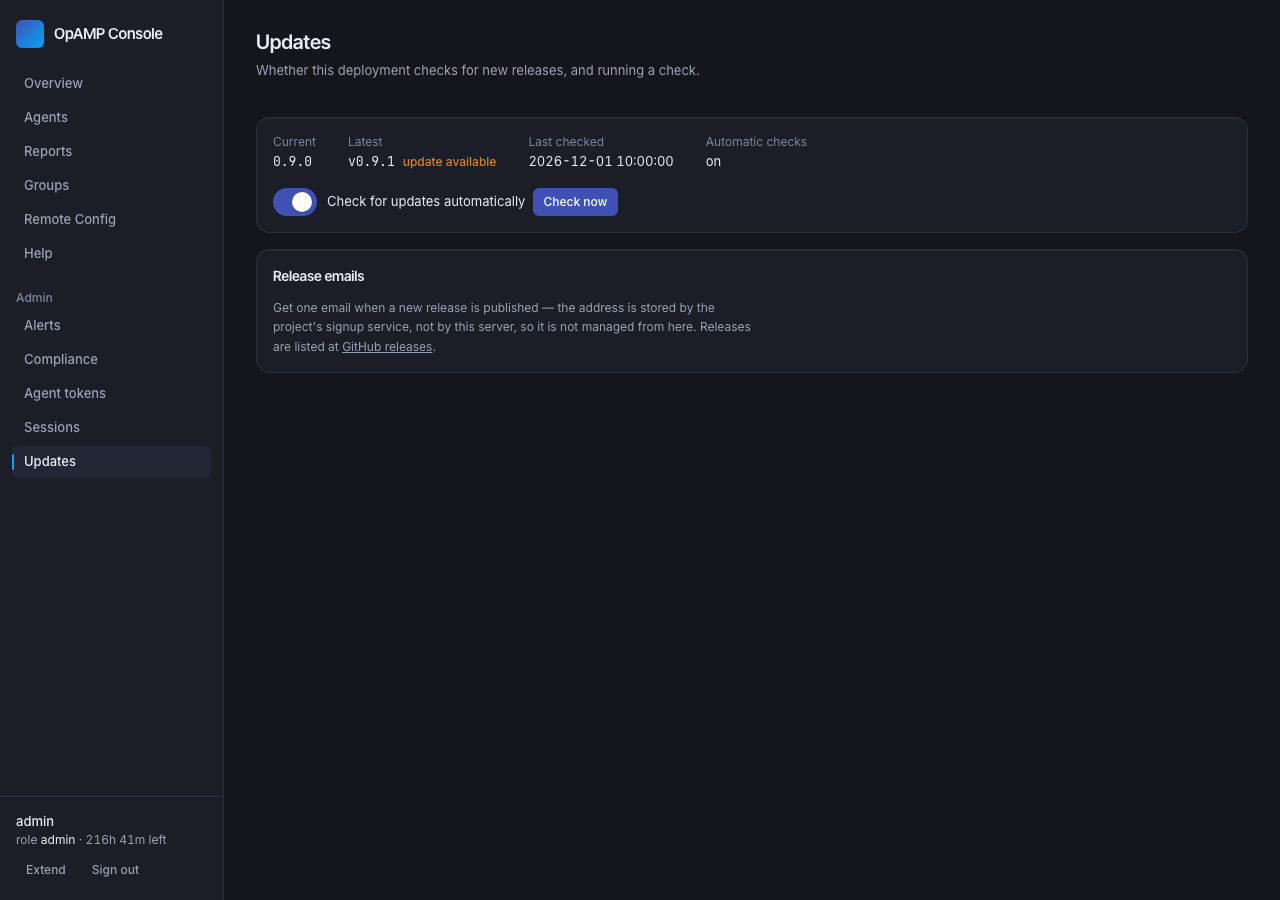 OpAMP Console
Overview
Agents
Reports
Groups
Remote Config
Help
Admin
Alerts
Compliance
Agent tokens
Sessions
Updates
admin
role admin · 216h 41m left
Extend Sign out
Updates
Whether this deployment checks for new releases, and running a check.
Current Latest Last checked Automatic checks
0.9.0 v0.9.1 update available 2026-12-01 10:00:00 on
Check for updates automatically Check now
Release emails
Get one email when a new release is published — the address is stored by the
project's signup service, not by this server, so it is not managed from here. Releases
are listed at GitHub releases.